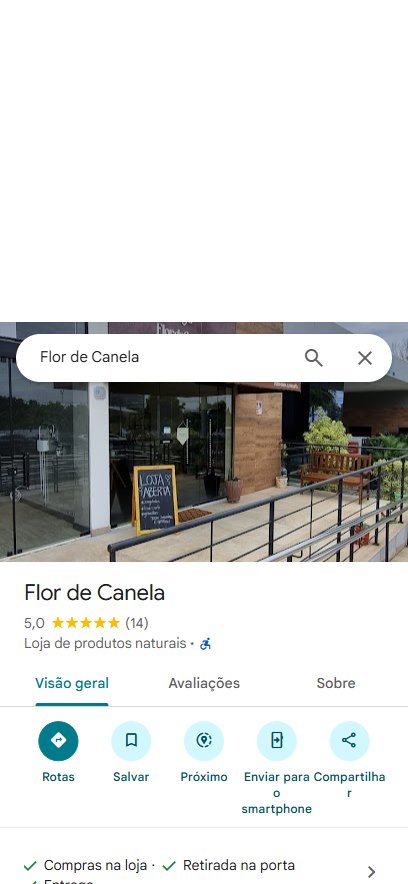 Flor de Canela
LOJA
ABERTA
Flor de Canela
5,0 (14)
Loja de produtos naturais ·
Visão geral Avaliações Sobre
Rotas Salvar Próximo Enviar para Compartilha
o r
smartphone
Compras na loja · Retirada na porta
Entrega